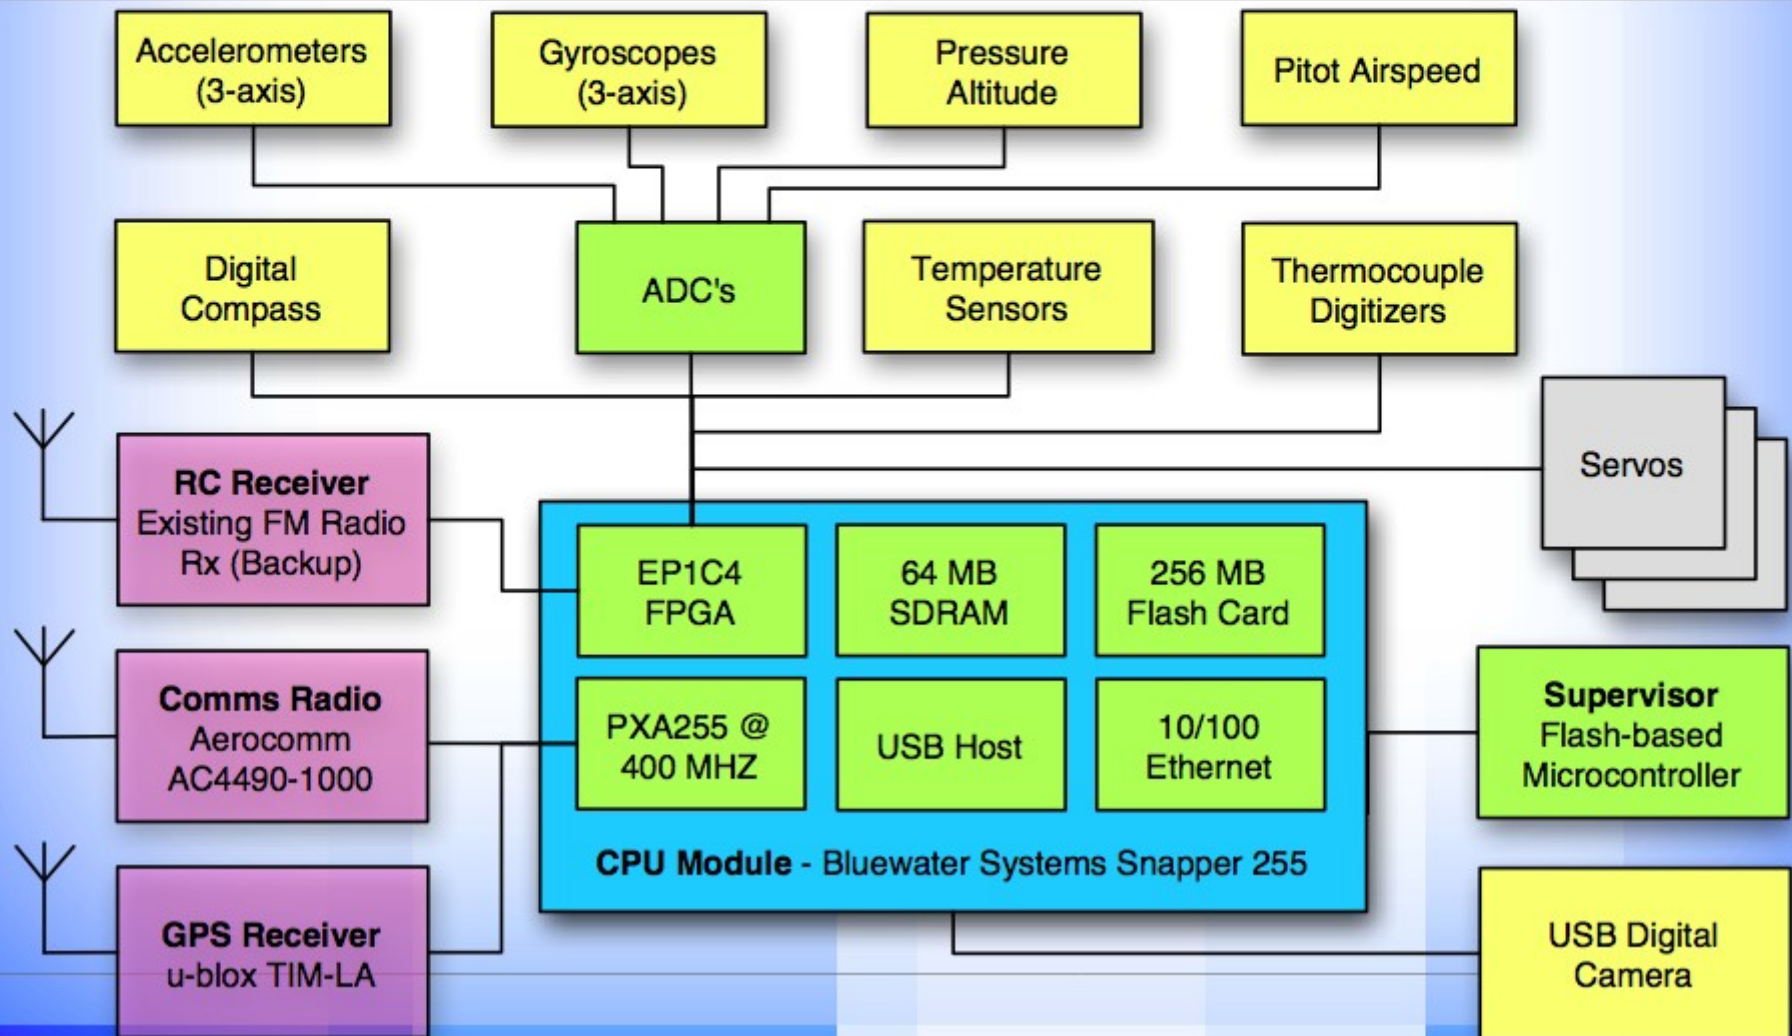 Accelerometers
(3-axis)
Gyroscopes
(3-axis)
Pressure
Altitude
Pitot Airspeed
Digital
Compass
ADC's
Temperature
Sensors
Thermocouple
Digitizers
Servos
RC Receiver
Existing FM Radio
Rx (Backup)
EP1C4
FPGA
64 MB
SDRAM
256 MB
Flash Card
Comms Radio
Aerocomm
AC4490-1000
PXA255 @
400 MHZ
USB Host
10/100
Ethernet
Supervisor
Flash-based
Microcontroller
CPU Module - Bluewater Systems Snapper 255
GPS Receiver
u-blox TIM-LA
USB Digital
Camera